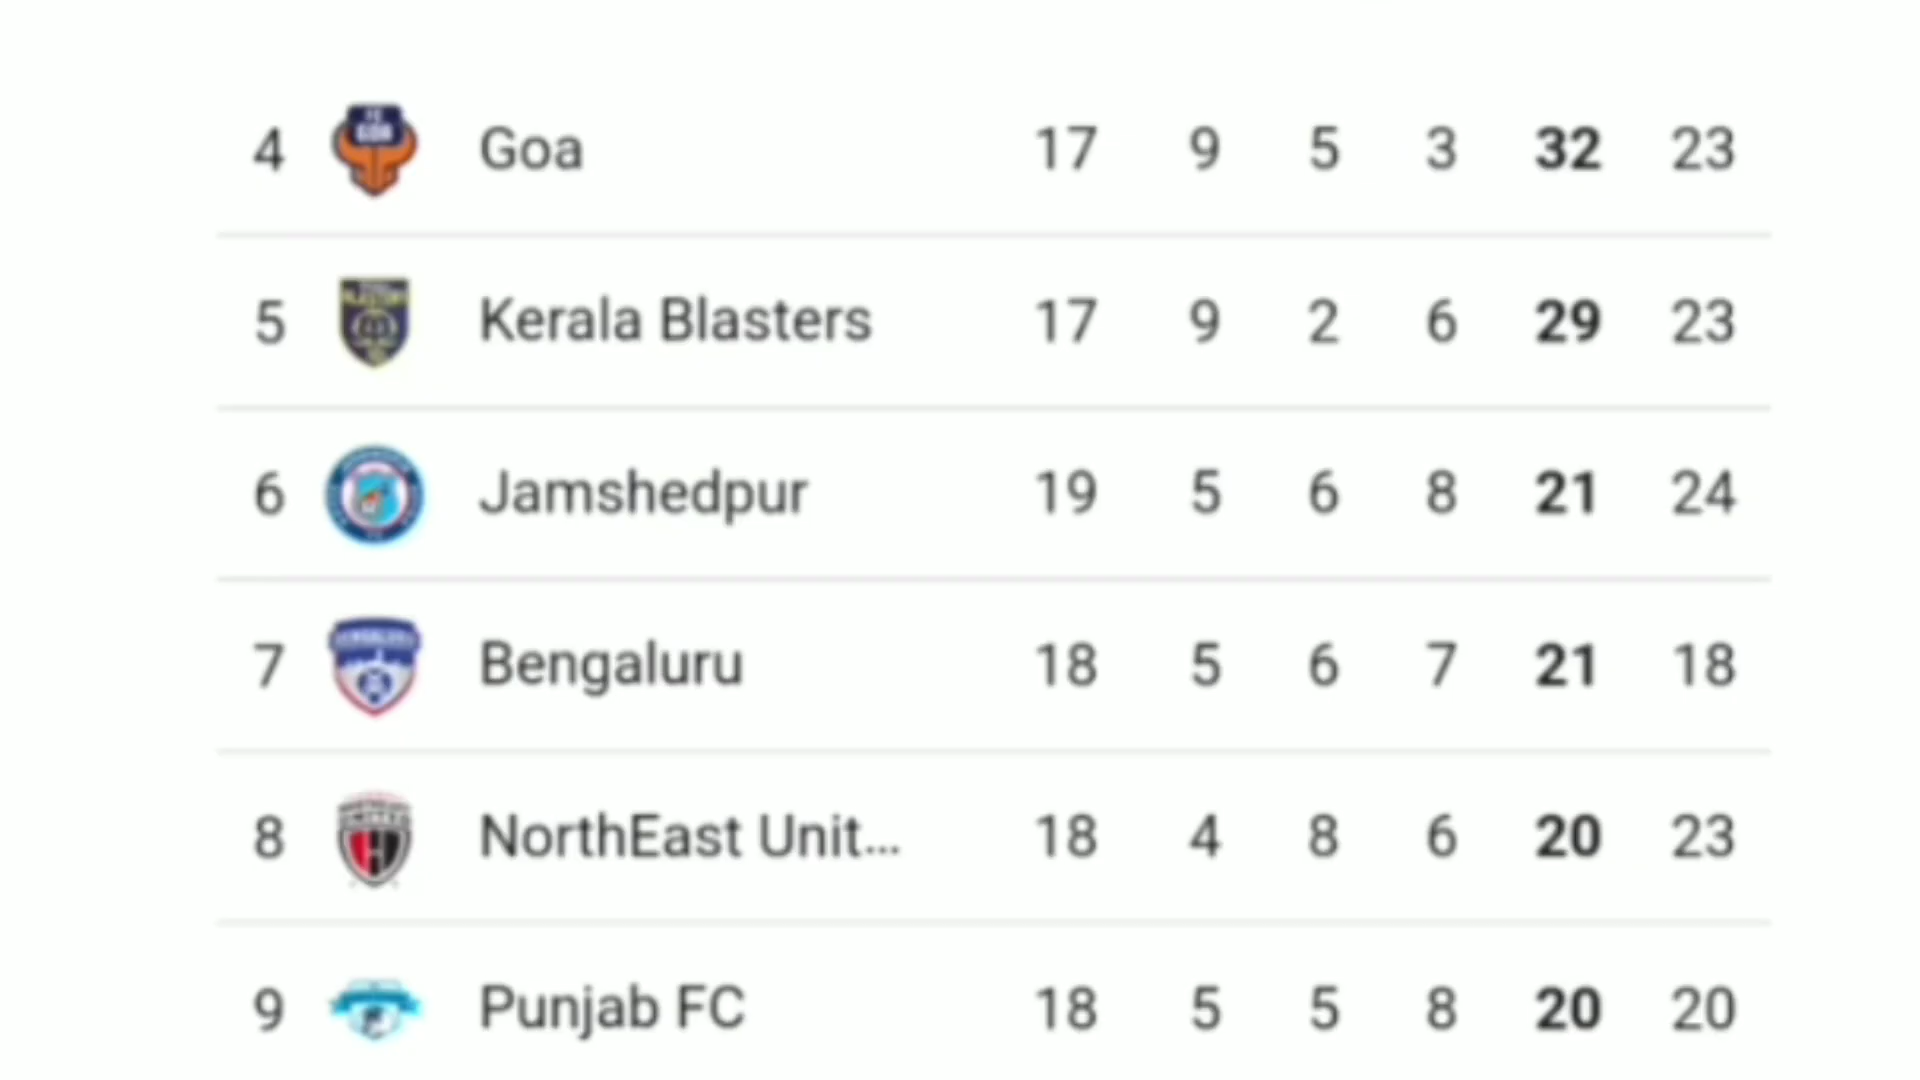 4 GOA Goa 17 9 5 3 32 23
5 Kerala Blasters 17 9 2 6 29 23
6 Jamshedpur 19 5 6 8 21 24
7 Bengaluru 18 5 6 7 21 18
8 NorthEast Unit... 18 4 8 6 20 23
9 Punjab FC 18 5 5 8 20 20